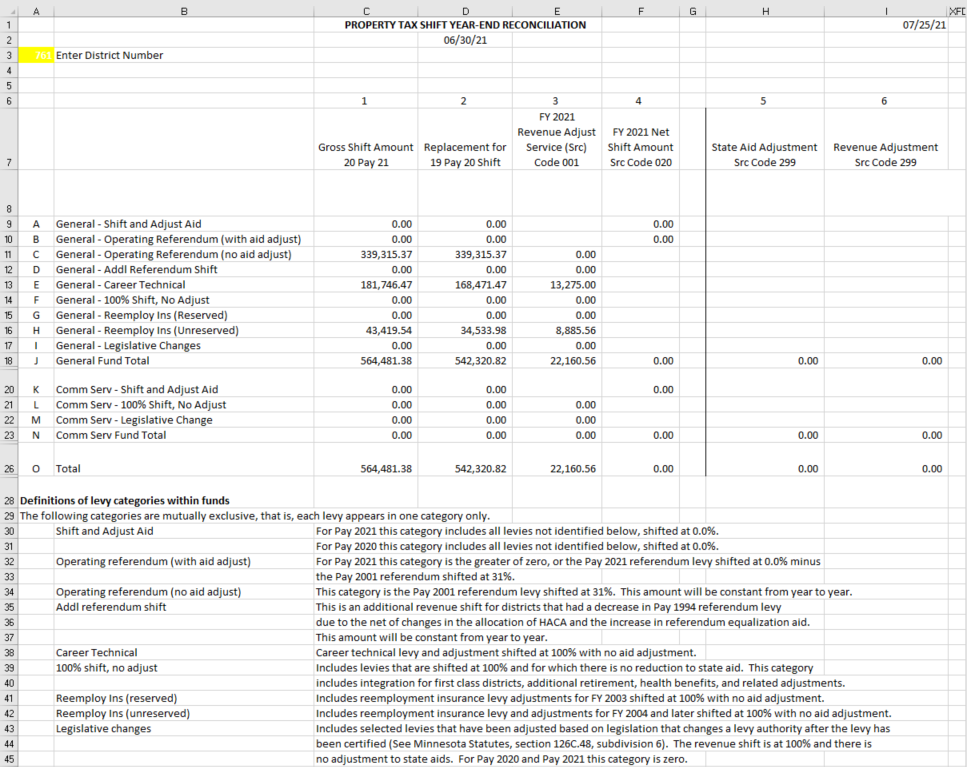 A B C D E F G H I XFD
1 PROPERTY TAX SHIFT YEAR-END RECONCILIATION 07/25/21
2 06/30/21
3 701 Enter District Number
4
5
6 1 2 3 4 5 6
FY 2021
Revenue Adjust FY 2021 Net
Gross Shift Amount Replacement for Service (Src) Shift Amount State Aid Adjustment Revenue Adjustment
7 20 Pay 21 19 Pay 20 Shift Code 001 Src Code 020 Src Code 299 Src Code 299
8
9 A General - Shift and Adjust Aid 0.00 0.00 0.00
10 B General - Operating Referendum (with aid adjust) 0.00 0.00 0.00
11 C General - Operating Referendum (no aid adjust) 339,315.37 339,315.37 0.00
12 D General - Addl Referendum Shift 0.00 0.00 0.00
13 E General - Career Technical 181,746.47 168,471.47 13,275.00
14 F General - 100% Shift, No Adjust 0.00 0.00 0.00
15 G General - Reemploy Ins (Reserved) 0.00 0.00 0.00
16 H General - Reemploy Ins (Unreserved) 43,419.54 34,533.98 8,885.56
17 I General - Legislative Changes 0.00 0.00 0.00
18 J General Fund Total 564,481.38 542,320.82 22,160.56 0.00 0.00 0.00
20 K Comm Serv - Shift and Adjust Aid 0.00 0.00 0.00
21 L Comm Serv - 100% Shift, No Adjust 0.00 0.00 0.00
22 M Comm Serv - Legislative Change 0.00 0.00 0.00
23 N Comm Serv Fund Total 0.00 0.00 0.00 0.00 0.00 0.00
26 O Total 564,481.38 542,320.82 22,160.56 0.00 0.00 0.00
28 Definitions of levy categories within funds
29 The following categories are mutually exclusive, that is, each levy appears in one category only.
30 Shift and Adjust Aid For Pay 2021 this category includes all levies not identified below, shifted at 0.0%.
31 For Pay 2020 this category includes all levies not identified below, shifted at 0.0%.
32 Operating referendum (with aid adjust) For Pay 2021 this category is the greater of zero, or the Pay 2021 referendum levy shifted at 0.0% minus
33 the Pay 2001 referendum shifted at 31%.
34 Operating referendum (no aid adjust) This category is the Pay 2001 referendum levy shifted at 31%. This amount will be constant from year to year.
35 Addl referendum shift This is an additional revenue shift for districts that had a decrease in Pay 1994 referendum levy
36 due to the net of changes in the allocation of HACA and the increase in referendum equalization aid.
37 This amount will be constant from year to year.
38 Career Technical Career technical levy and adjustment shifted at 100% with no aid adjustment.
39 100% shift, no adjust Includes levies that are shifted at 100% and for which there is no reduction to state aid. This category
40 includes integration for first class districts, additional retirement, health benefits, and related adjustments.
41 Reemploy Ins (reserved) Includes reemployment insurance levy adjustments for FY 2003 shifted at 100% with no aid adjustment.
42 Reemploy Ins (unreserved) Includes reemployment insurance levy and adjustments for FY 2004 and later shifted at 100% with no aid adjustment.
43 Legislative changes Includes selected levies that have been adjusted based on legislation that changes a levy authority after the levy has
44 been certified (See Minnesota Statutes, section 126C.48, subdivision 6). The revenue shift is at 100% and there is
45 no adjustment to state aids. For Pay 2020 and Pay 2021 this category is zero.